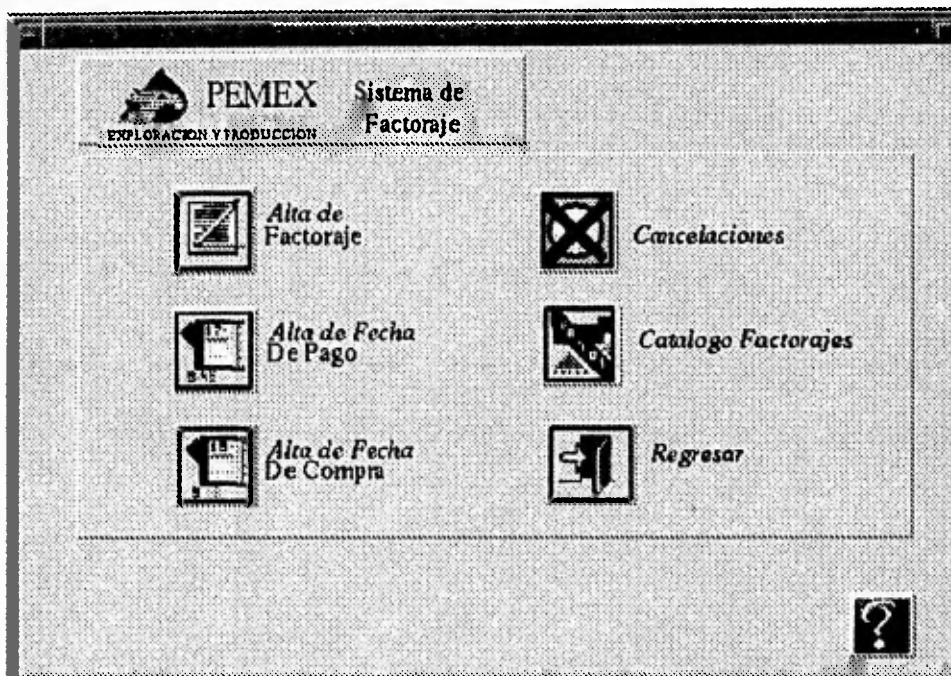 PEMEX
EXPLORACION Y PRODUCCION
Sistema de
Factoraje
Alta de
Factoraje
Cancelaciones
Alta de Fecha
De Pago
Catalogo Factorajes
Alta de Fecha
De Compra
Regresar
?